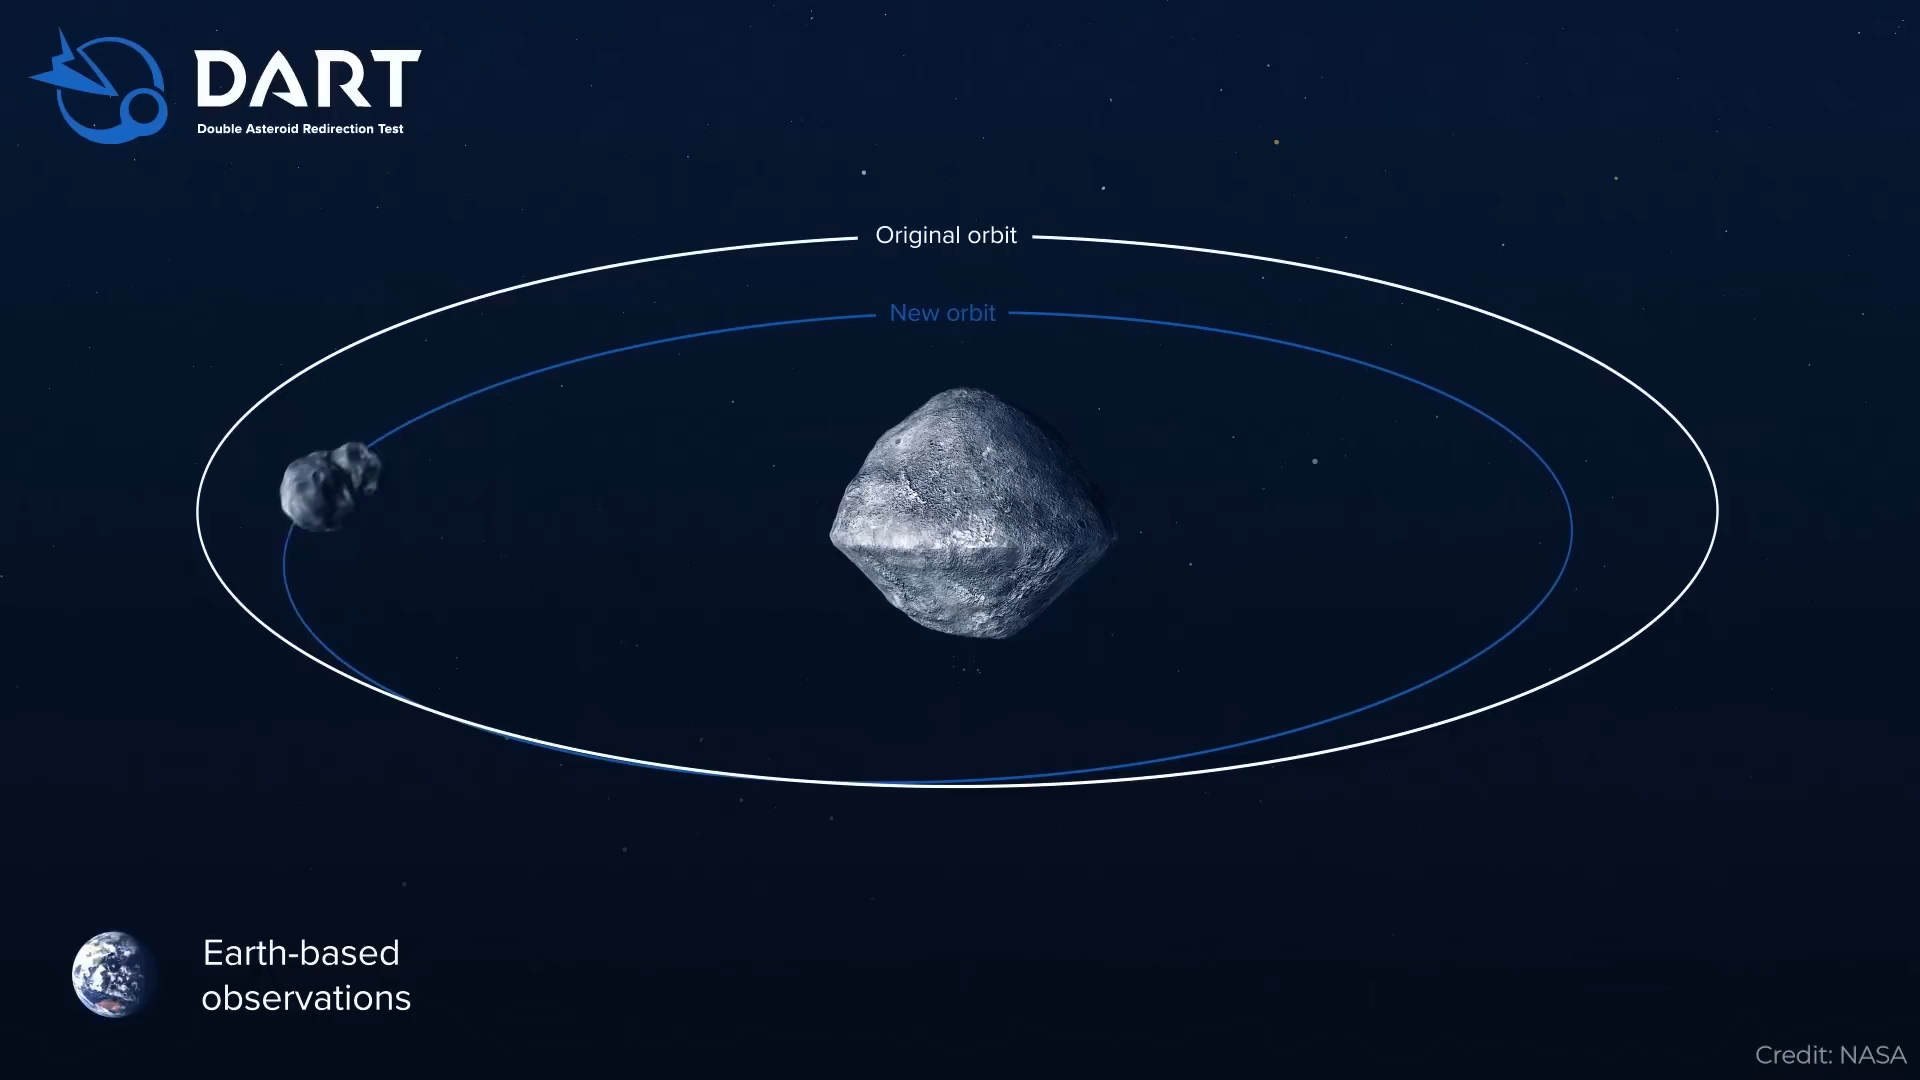 DART
Double Asteroid Redirection Test
Original orbit
New orbit
Earth-based
observations
Credit: NASA